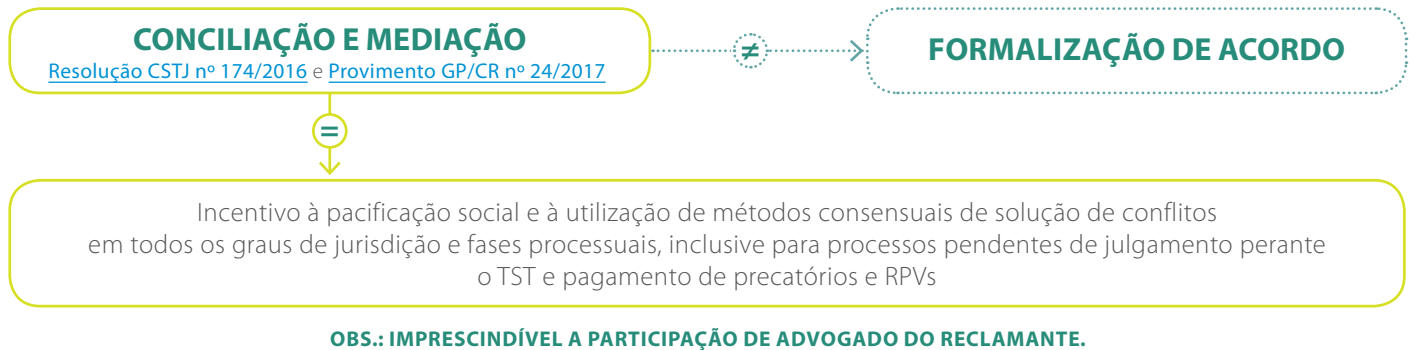 CONCILIAÇÃO E MEDIAÇÃO
Resolução CSTJ nº 174/2016 e Provimento GP/CR nº 24/2017
≠
FORMALIZAÇÃO DE ACORDO
=
Incentivo à pacificação social e à utilização de métodos consensuais de solução de conflitos
em todos os graus de jurisdição e fases processuais, inclusive para processos pendentes de julgamento perante
o TST e pagamento de precatórios e RPVs
OBS.: IMPRESCINDÍVEL A PARTICIPAÇÃO DE ADVOGADO DO RECLAMANTE.